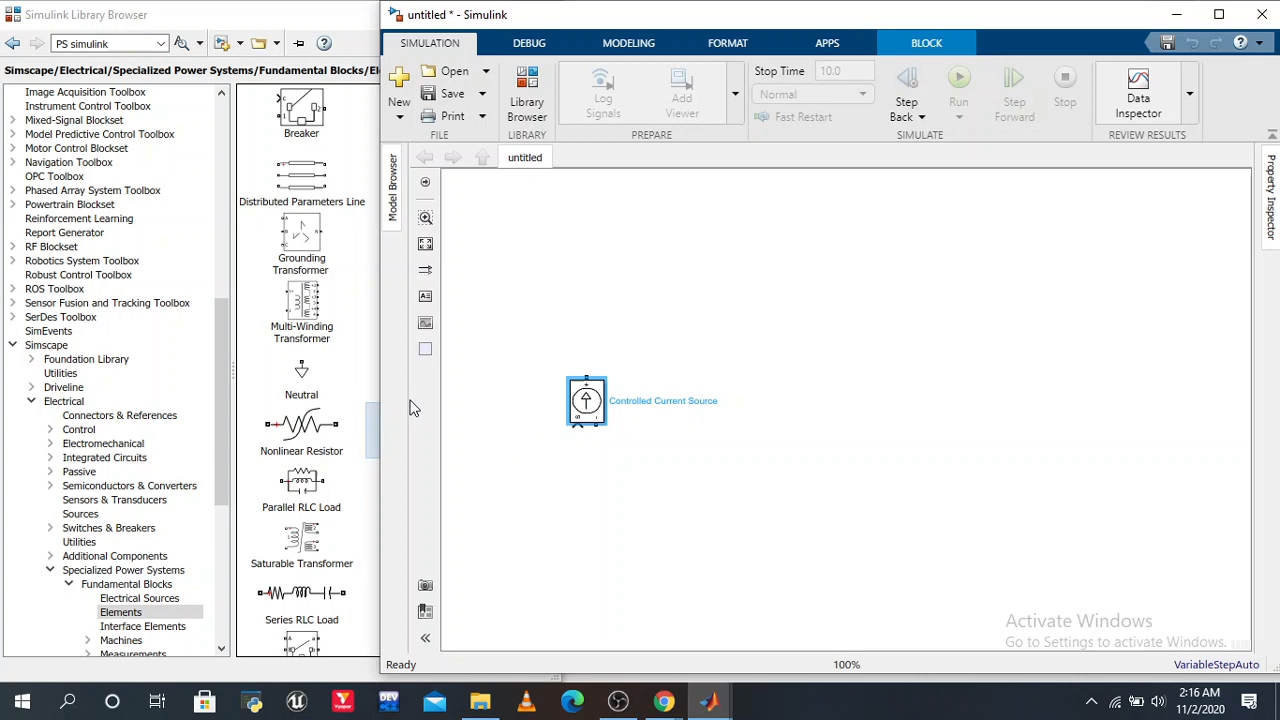 Simulink Library Browser
PS simulink
Simscape/Electrical/Specialized Power Systems/Fundamental Blocks/El
Image Acquisition Toolbox
Instrument Control Toolbox
Mixed-Signal Blockset
Model Predictive Control Toolbox
Motor Control Blockset
Navigation Toolbox
OPC Toolbox
Phased Array System Toolbox
Powertrain Blockset
Reinforcement Learning
Report Generator
RF Blockset
Robotics System Toolbox
Robust Control Toolbox
ROS Toolbox
Sensor Fusion and Tracking Toolbox
SerDes Toolbox
SimEvents
Simscape
Foundation Library
Utilities
Driveline
Electrical
Connectors & References
Control
Electromechanical
Integrated Circuits
Passive
Semiconductors & Converters
Sensors & Transducers
Sources
Switches & Breakers
Utilities
Additional Components
Specialized Power Systems
Fundamental Blocks
Electrical Sources
Elements
Interface Elements
Machines
Measurements
Breaker
Distributed Parameters Line
Grounding
Transformer
Multi-Winding
Transformer
Neutral
Nonlinear Resistor
Parallel RLC Load
Saturable Transformer
Series RLC Load
untitled * - Simulink
SIMULATION
DEBUG
MODELING
FORMAT
APPS
BLOCK
New
Open
Save
Print
FILE
Library
Browser
LIBRARY
Log
Signals
Add
Viewer
PREPARE
Stop Time
10.0
Normal
Fast Restart
Step
Back
Run
Step
Forward
Stop
SIMULATE
Data
Inspector
REVIEW RESULTS
Model Browser
untitled
Property Inspector
Controlled Current Source
Activate Windows
Go to Settings to activate Windows.
Ready
100%
VariableStepAuto
2:16 AM
11/2/2020